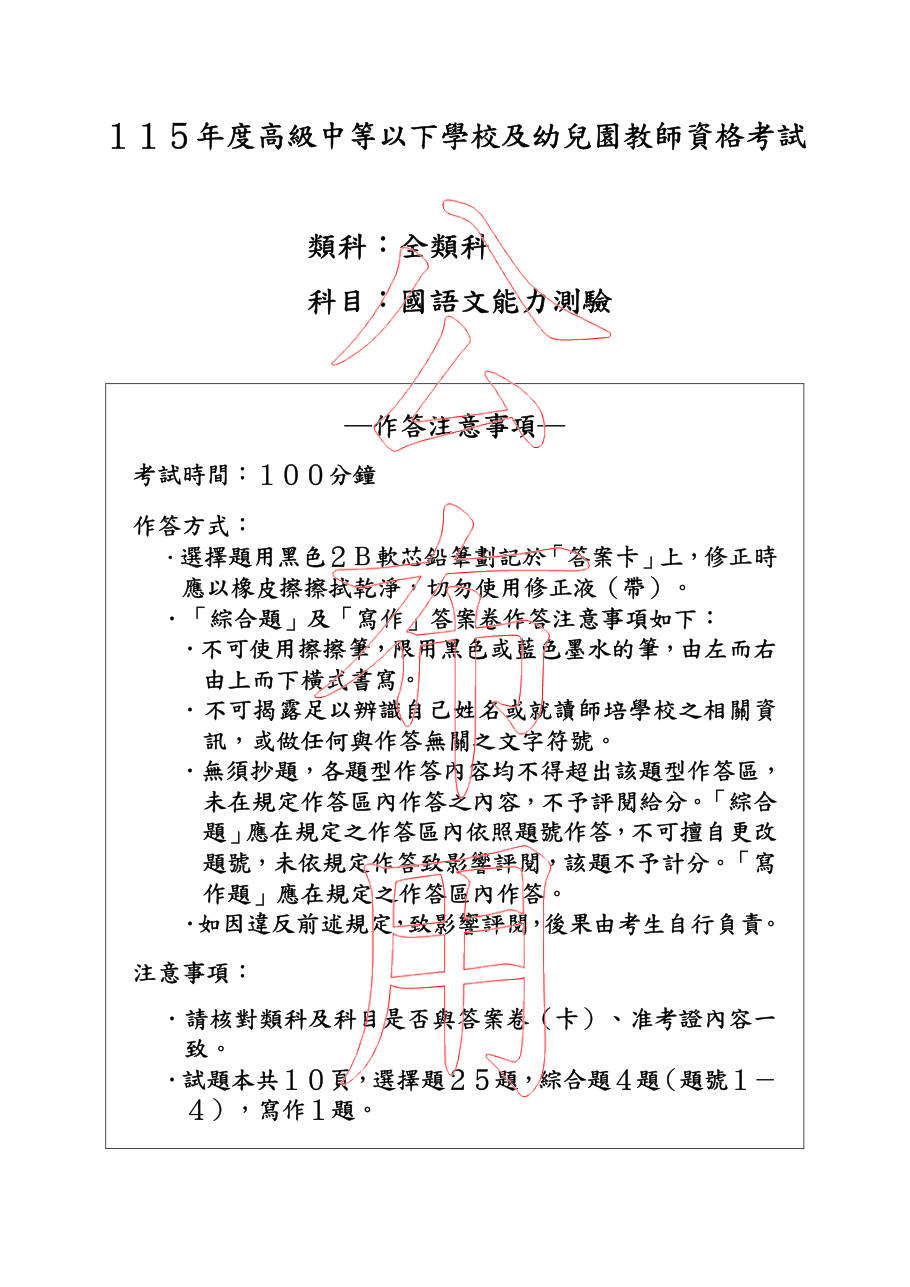 １１５年度高級中等以下學校及幼兒園教師資格考試
類科：全類科
科目：國語文能力測驗
—作答注意事項—
考試時間：１００分鐘
作答方式：
·選擇題用黑色２Ｂ軟芯鉛筆劃記於「答案卡」上，修正時
應以橡皮擦擦拭乾淨，切勿使用修正液（帶）。
·「綜合題」及「寫作」答案卷作答注意事項如下：
·不可使用擦擦筆，限用黑色或藍色墨水的筆，由左而右
由上而下橫式書寫。
·不可揭露足以辨識自己姓名或就讀師培學校之相關資
訊，或做任何與作答無關之文字符號。
·無須抄題，各題型作答內容均不得超出該題型作答區，
未在規定作答區內作答之內容，不予評閱給分。「綜合
題」應在規定之作答區內依照題號作答，不可擅自更改
題號，未依規定作答致影響評閱，該題不予計分。「寫
作題」應在規定之作答區內作答。
·如因違反前述規定，致影響評閱，後果由考生自行負責。
注意事項：
·請核對類科及科目是否與答案卷（卡）、准考證內容一
致。
·試題本共１０頁，選擇題２５題，綜合題４題（題號１－
４），寫作１題。
公布用